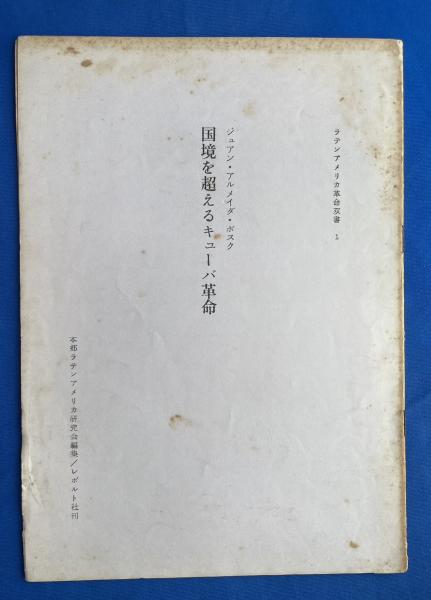 ラテンアメリカ革命双書 1
ジュアン・アルメイダ・ボスク
国境を超えるキューバ革命
本郷ラテンアメリカ研究会編集/レボルト社刊